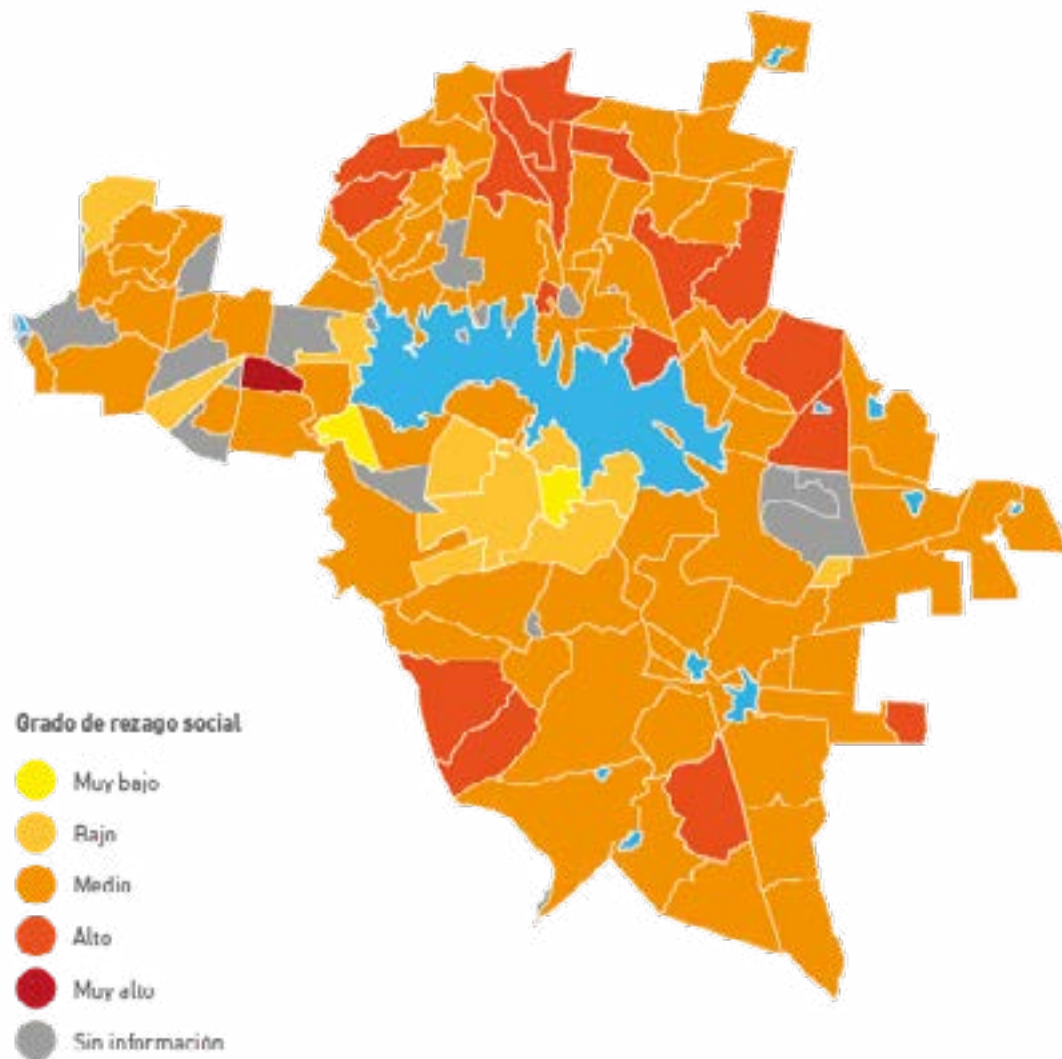 Grado de rezago social
Muy bajo
Bajo
Medio
Alto
Muy alto
Sin información